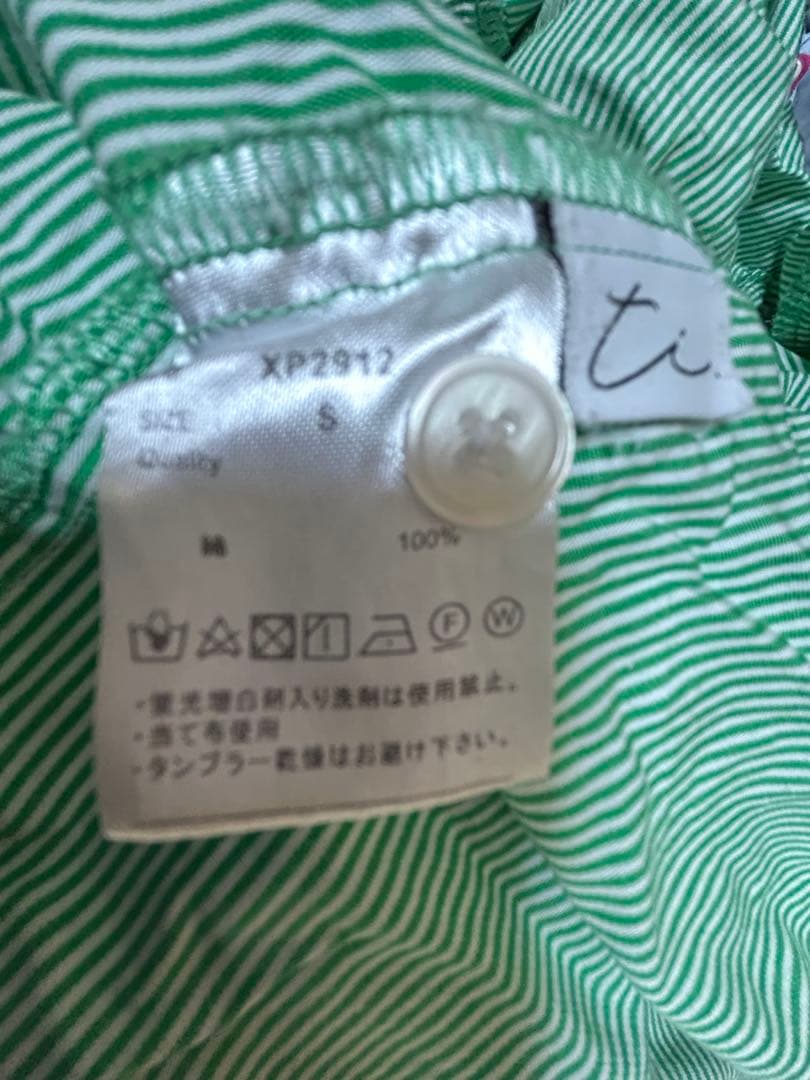 XP2912
ti.
SIZE S
Quality
綿 100%
F W
・蛍光増白剤入り洗剤は使用禁止。
・当て布使用
・タンブラー乾燥はお避け下さい。